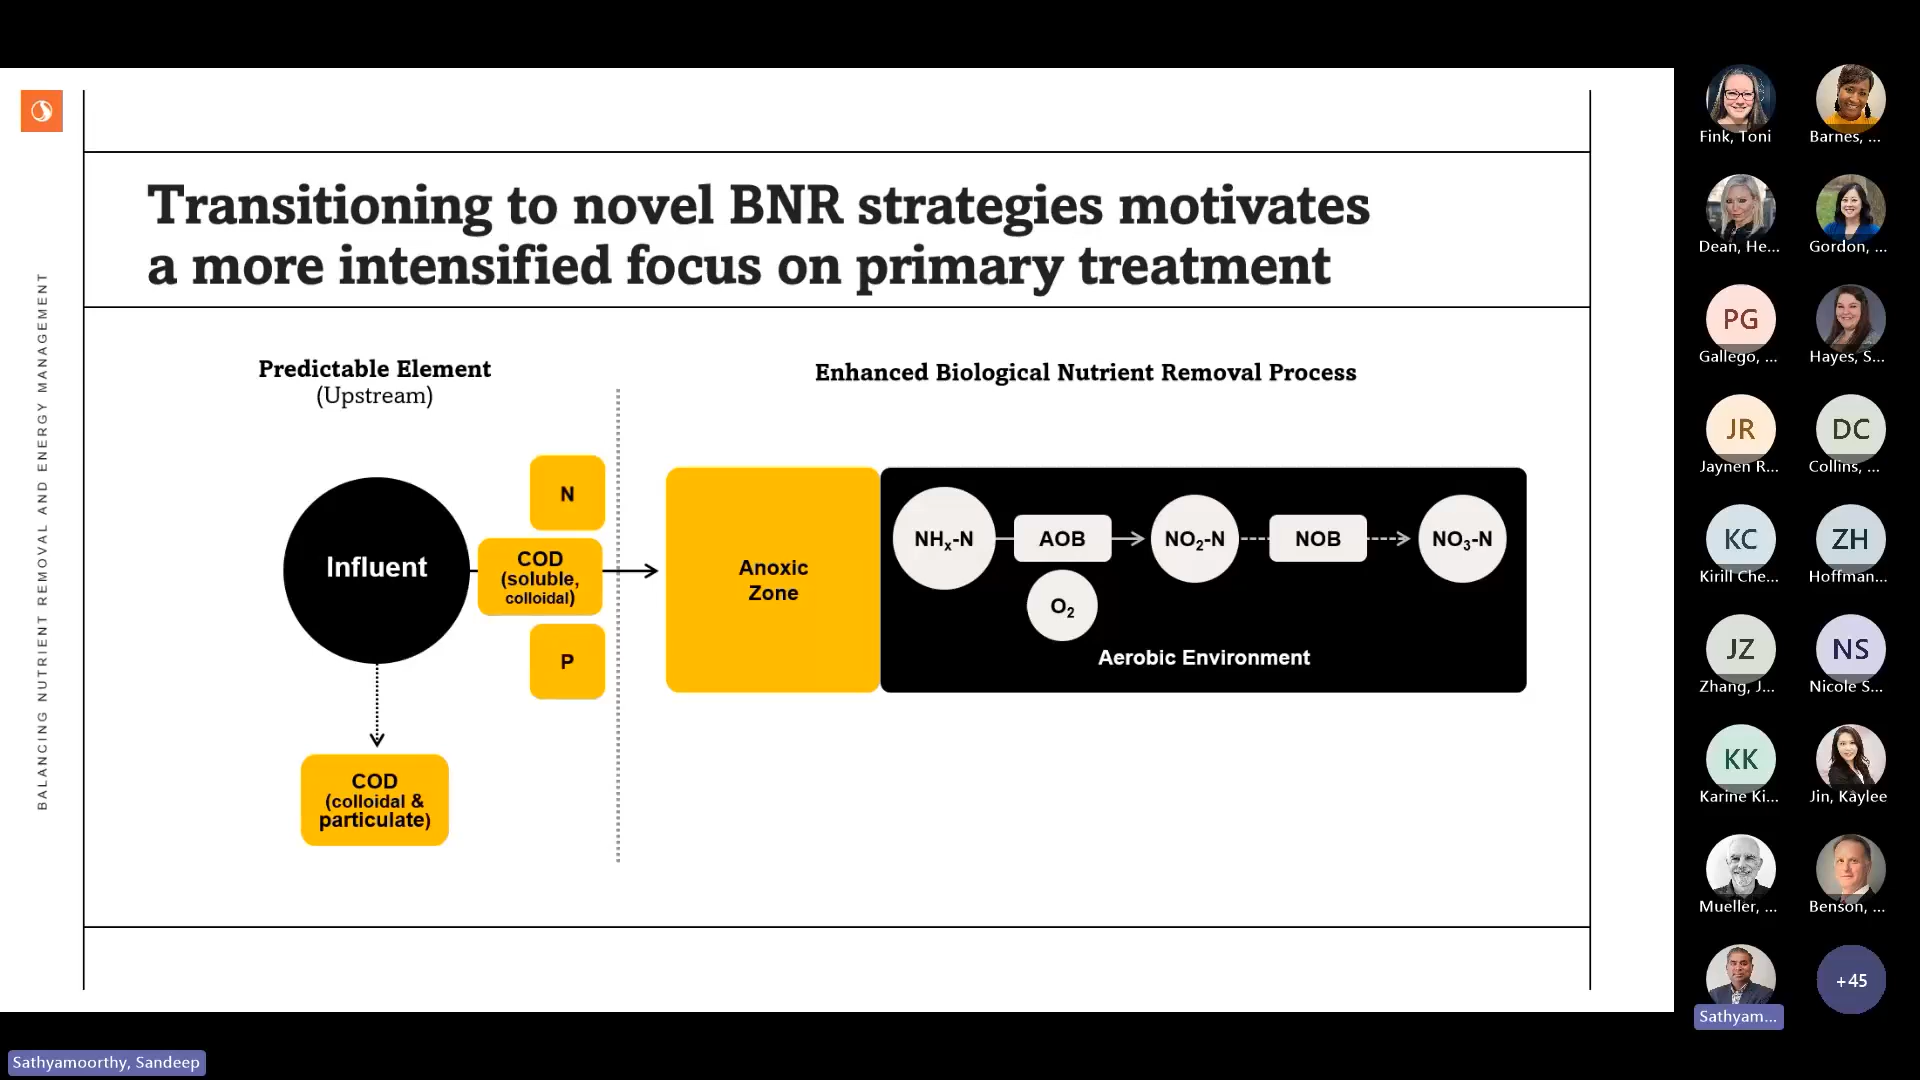 BALANCING NUTRIENT REMOVAL AND ENERGY MANAGEMENT
Transitioning to novel BNR strategies motivates
a more intensified focus on primary treatment
Predictable Element
(Upstream)
Enhanced Biological Nutrient Removal Process
Influent
N
COD
(soluble,
colloidal)
P
COD
(colloidal &
particulate)
Anoxic
Zone
NHₓ-N
AOB
NO₂-N
NOB
NO₃-N
O₂
Aerobic Environment
Fink, Toni
Barnes, ...
Dean, He...
Gordon, ...
PG
Gallego, ...
Hayes, S...
JR
Jaynen R...
DC
Collins, ...
KC
Kirill Che...
ZH
Hoffman...
JZ
Zhang, J...
NS
Nicole S...
KK
Karine Ki...
Jin, Kaylee
Mueller, ...
Benson, ...
Sathyam...
+45
Sathyamoorthy, Sandeep